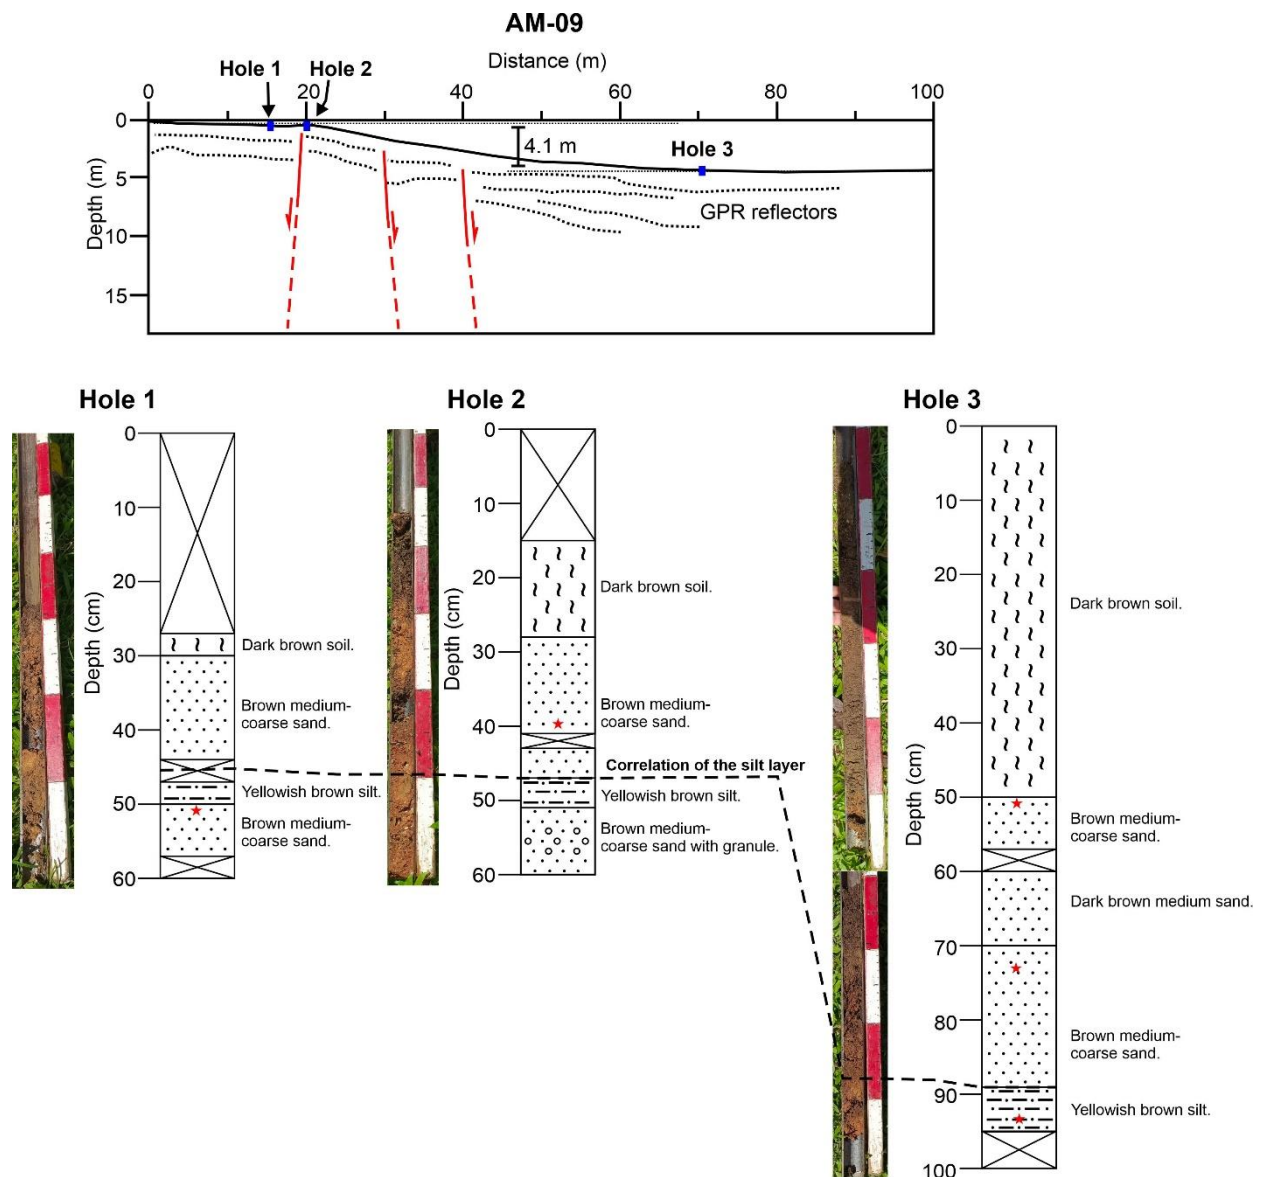 AM-09
Distance (m)
Hole 1
Hole 2
0
20
40
60
80
100
Depth (m)
0
5
10
15
4.1 m
Hole 3
GPR reflectors
Hole 1
Depth (cm)
0
10
20
30
40
50
60
Dark brown soil.
Brown medium-
coarse sand.
Yellowish brown silt.
Brown medium-
coarse sand.
Hole 2
Depth (cm)
0
10
20
30
40
50
60
Dark brown soil.
Brown medium-
coarse sand.
Correlation of the silt layer
Yellowish brown silt.
Brown medium-
coarse sand with granule.
Hole 3
Depth (cm)
0
10
20
30
40
50
60
70
80
90
100
Dark brown soil.
Brown medium-
coarse sand.
Dark brown medium sand.
Brown medium-
coarse sand.
Yellowish brown silt.